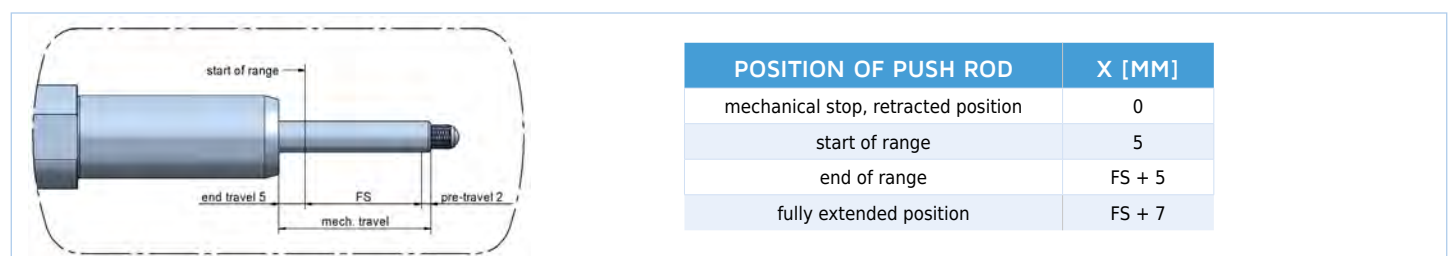 start of range
end travel 5
FS
pre-travel 2
mech. travel
POSITION OF PUSH ROD X [MM]
mechanical stop, retracted position 0
start of range 5
end of range FS + 5
fully extended position FS + 7